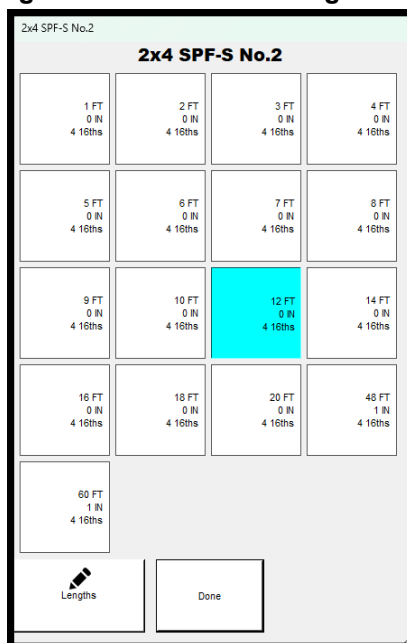 2x4 SPF-S No.2
2x4 SPF-S No.2
1 FT
0 IN
4 16ths
2 FT
0 IN
4 16ths
3 FT
0 IN
4 16ths
4 FT
0 IN
4 16ths
5 FT
0 IN
4 16ths
6 FT
0 IN
4 16ths
7 FT
0 IN
4 16ths
8 FT
0 IN
4 16ths
9 FT
0 IN
4 16ths
10 FT
0 IN
4 16ths
12 FT
0 IN
4 16ths
14 FT
0 IN
4 16ths
16 FT
0 IN
4 16ths
18 FT
0 IN
4 16ths
20 FT
0 IN
4 16ths
48 FT
1 IN
4 16ths
60 FT
1 IN
4 16ths
Lengths
Done